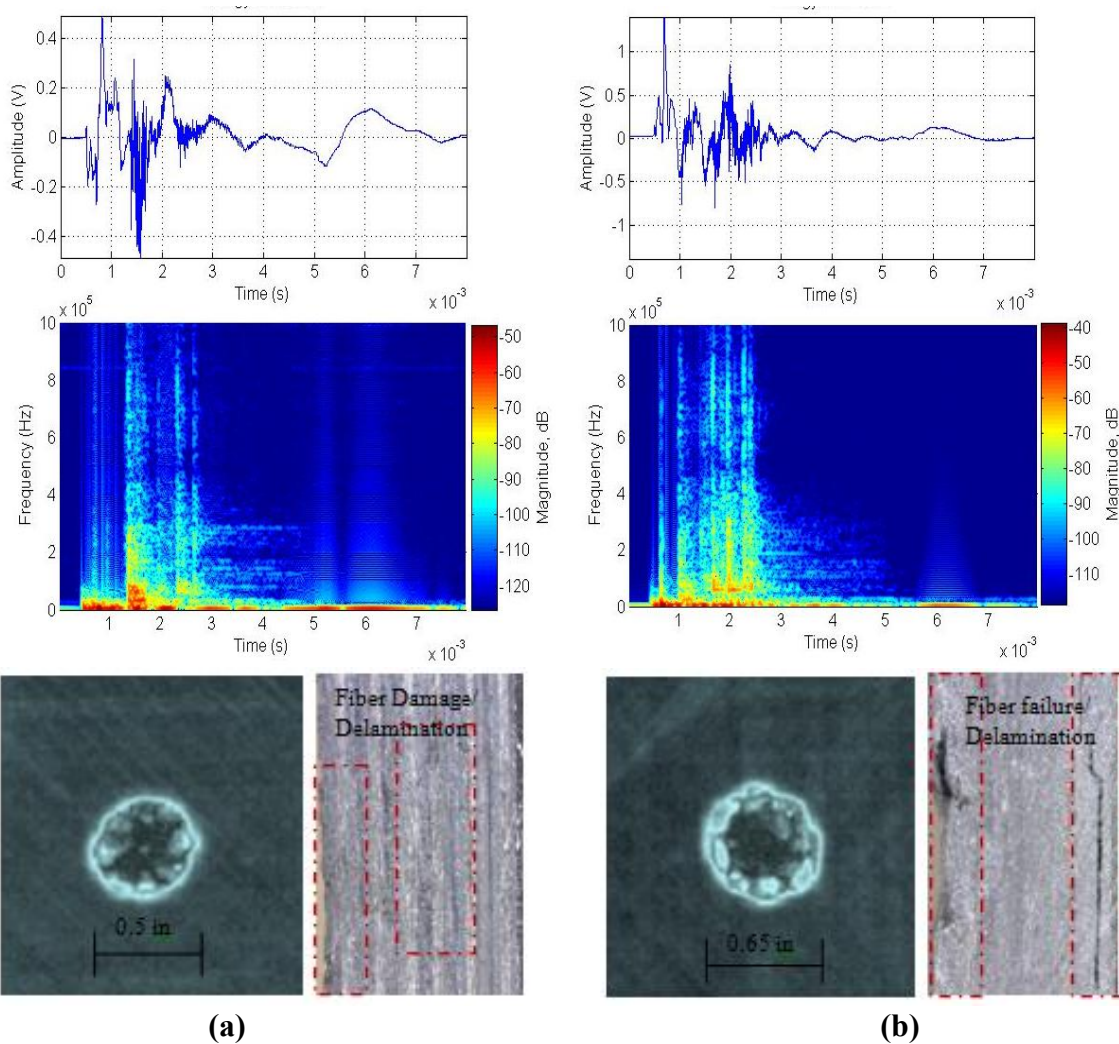 Amplitude (V)
0.4
0.2
0
-0.2
-0.4
0 1 2 3 4 5 6 7
Time (s)
x 10⁻³
Amplitude (V)
1
0.5
0
-0.5
-1
0 1 2 3 4 5 6 7
Time (s)
x 10⁻³
x 10⁵
Frequency (Hz)
10
8
6
4
2
0
1 2 3 4 5 6 7
Time (s)
x 10⁻³
-50
-60
-70
-80
-90
-100
-110
-120
Magnitude, dB
x 10⁵
Frequency (Hz)
10
8
6
4
2
0
1 2 3 4 5 6 7
Time (s)
x 10⁻³
-40
-50
-60
-70
-80
-90
-100
-110
Magnitude, dB
0.5 in
Fiber Damage/
Delamination
0.65 in
Fiber failure/
Delamination
(a)
(b)